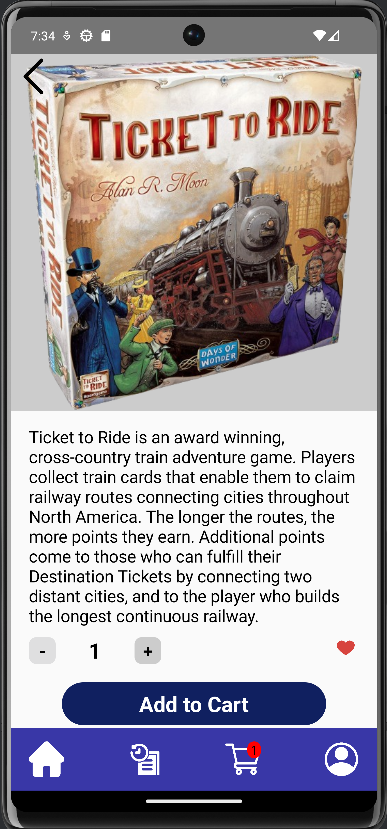 7:34
TICKET TO RIDE
Alan R. Moon
TICKET TO RIDE
DAYS OF
WONDER
TICKET
TO RIDE
Ticket to Ride is an award winning,
cross-country train adventure game. Players
collect train cards that enable them to claim
railway routes connecting cities throughout
North America. The longer the routes, the
more points they earn. Additional points
come to those who can fulfill their
Destination Tickets by connecting two
distant cities, and to the player who builds
the longest continuous railway.
- 1 +
Add to Cart
1